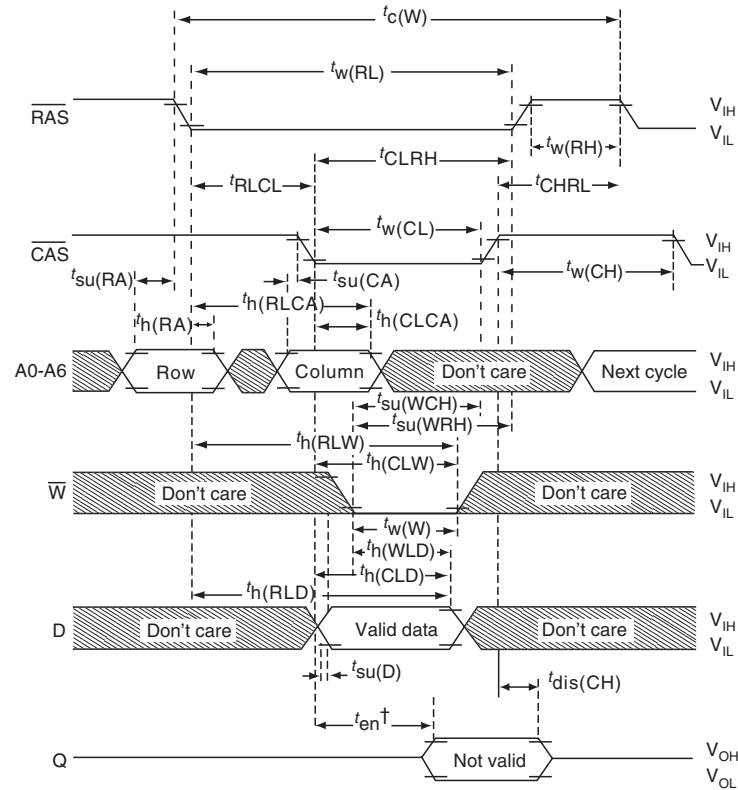 tc(W)
tw(RL)
RAS
VIH
VIL
tw(RH)
tCLRH
tRLCL
tCHRL
tw(CL)
CAS
VIH
VIL
tsu(RA)
tsu(CA)
tw(CH)
th(RLCA)
th(RA)
th(CLCA)
A0-A6
Row
Column
Don't care
Next cycle
VIH
VIL
tsu(WCH)
tsu(WRH)
th(RLW)
th(CLW)
W
Don't care
Don't care
VIH
VIL
tw(W)
th(WLD)
th(CLD)
th(RLD)
D
Don't care
Valid data
Don't care
VIH
VIL
tsu(D)
tdis(CH)
ten†
Q
Not valid
VOH
VOL